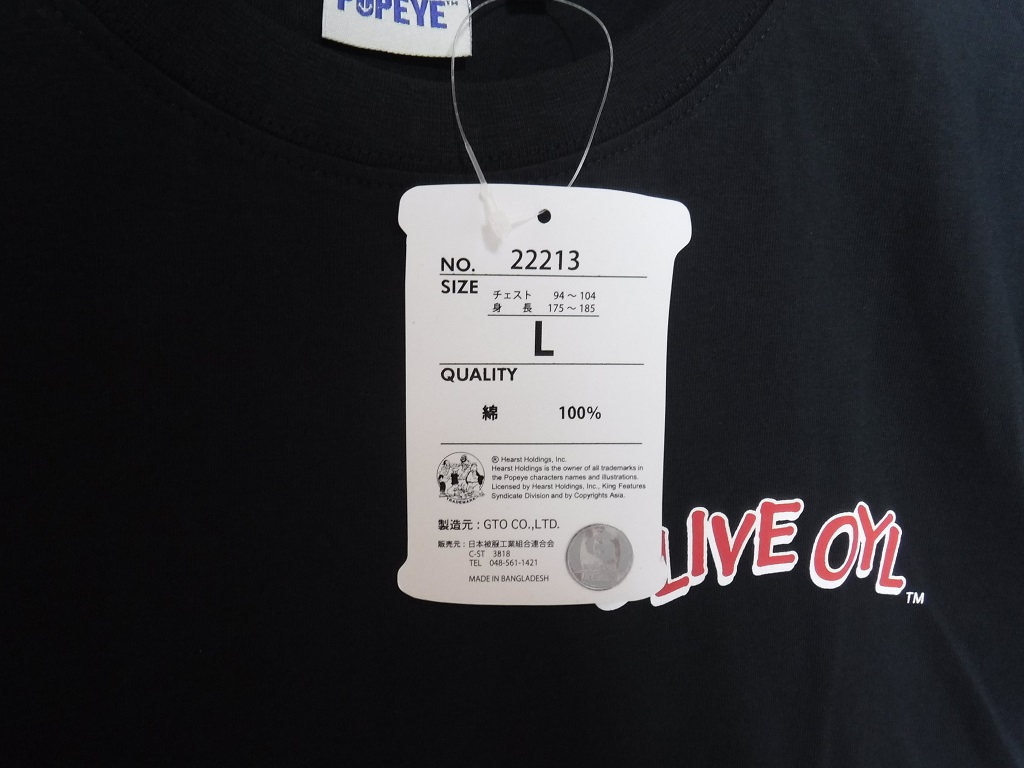 POPEYE™
NO. 22213
SIZE
チェスト 94～104
身長 175～185
L
QUALITY
綿 100%
® Hearst Holdings, Inc.
Hearst Holdings is the owner of all trademarks in
the Popeye characters names and illustrations.
Licensed by Hearst Holdings, Inc., King Features
Syndicate Division and by Copyrights Asia.
製造元：GTO CO.,LTD.
販売元：日本被服工業組合連合会
C-5T 3818
TEL 048-561-1421
MADE IN BANGLADESH
LIVE OYL™